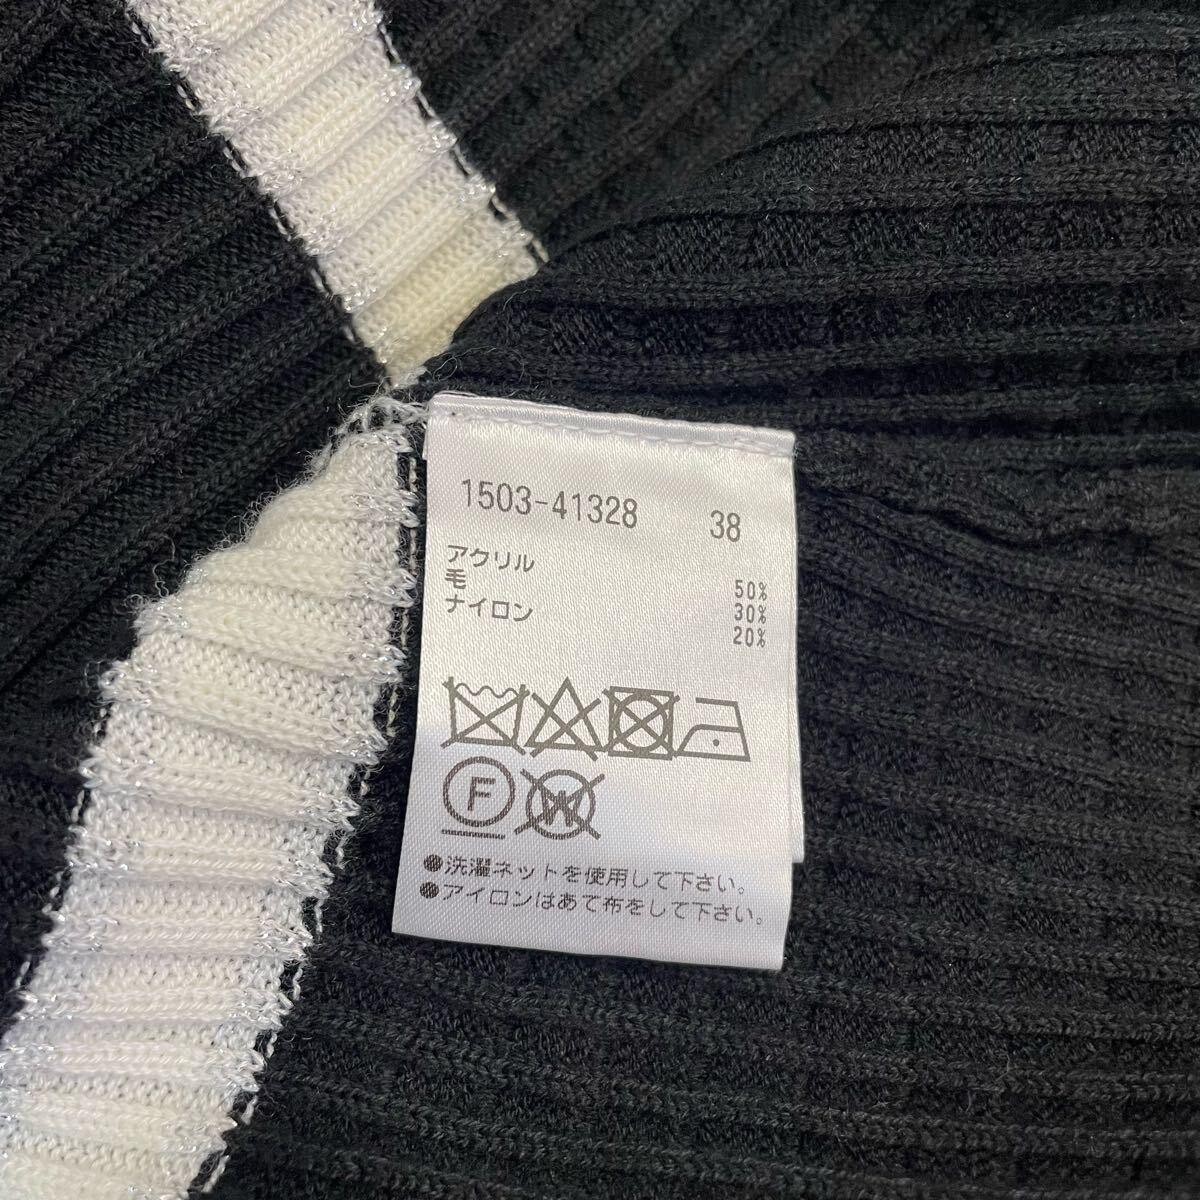 1503-41328 38
アクリル 50%
毛 30%
ナイロン 20%
F W
●洗濯ネットを使用して下さい。
●アイロンはあて布をして下さい。